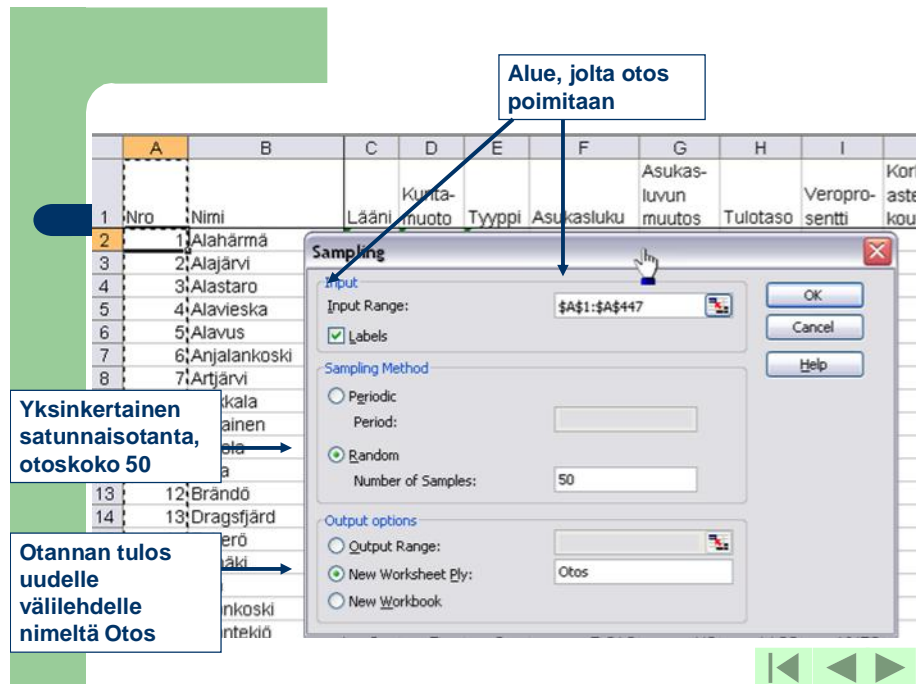 Alue, jolta otos
poimitaan
A B C D E F G H I
1 Nro Nimi Lääni Kunta-muoto Tyyppi Asukasluku Asukas-luvun muutos Tulotaso Veropro-sentti
2 1 Alahärmä
3 2 Alajärvi
4 3 Alastaro
5 4 Alavieska
6 5 Alavus
7 6 Anjalankoski
8 7 Artjärvi
Sampling
Input
Input Range: $A$1:$A$447
Labels
OK
Cancel
Help
Sampling Method
Periodic
Period:
Random
Number of Samples: 50
Output options
Output Range:
New Worksheet Ply: Otos
New Workbook
Yksinkertainen
satunnaisotanta,
otoskoko 50
13 12 Brändö
14 13 Dragsfjärd
Otannan tulos
uudelle
välilehdelle
nimeltä Otos